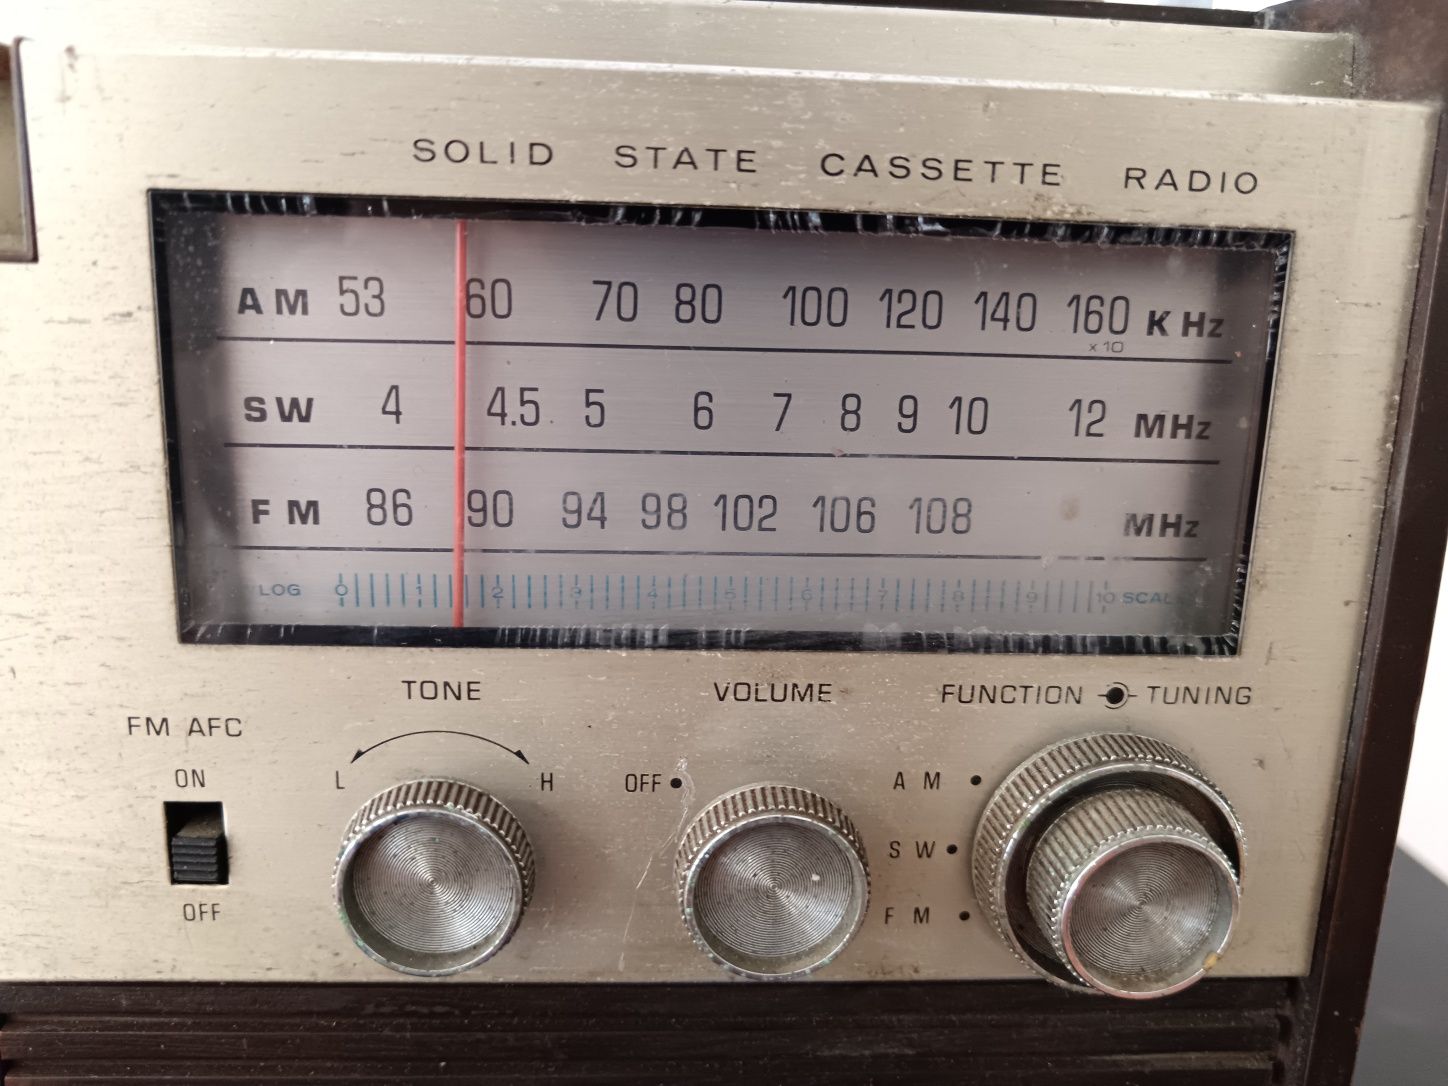 SOLID STATE CASSETTE RADIO
AM 53 60 70 80 100 120 140 160 KHz
x10
SW 4 4.5 5 6 7 8 9 10 12 MHz
FM 86 90 94 98 102 106 108 MHz
LOG 0 1 2 3 4 5 6 7 8 9 10 SCALE
TONE VOLUME FUNCTION TUNING
FM AFC
ON L H OFF AM
SW
OFF FM